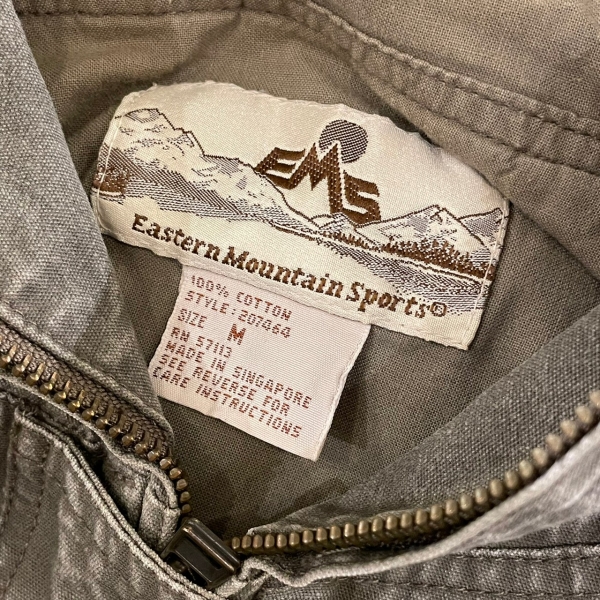 EMS
Eastern Mountain Sports®
100% COTTON
STYLE: 207464
SIZE M
RN 57113
MADE IN SINGAPORE
SEE REVERSE FOR
CARE INSTRUCTIONS